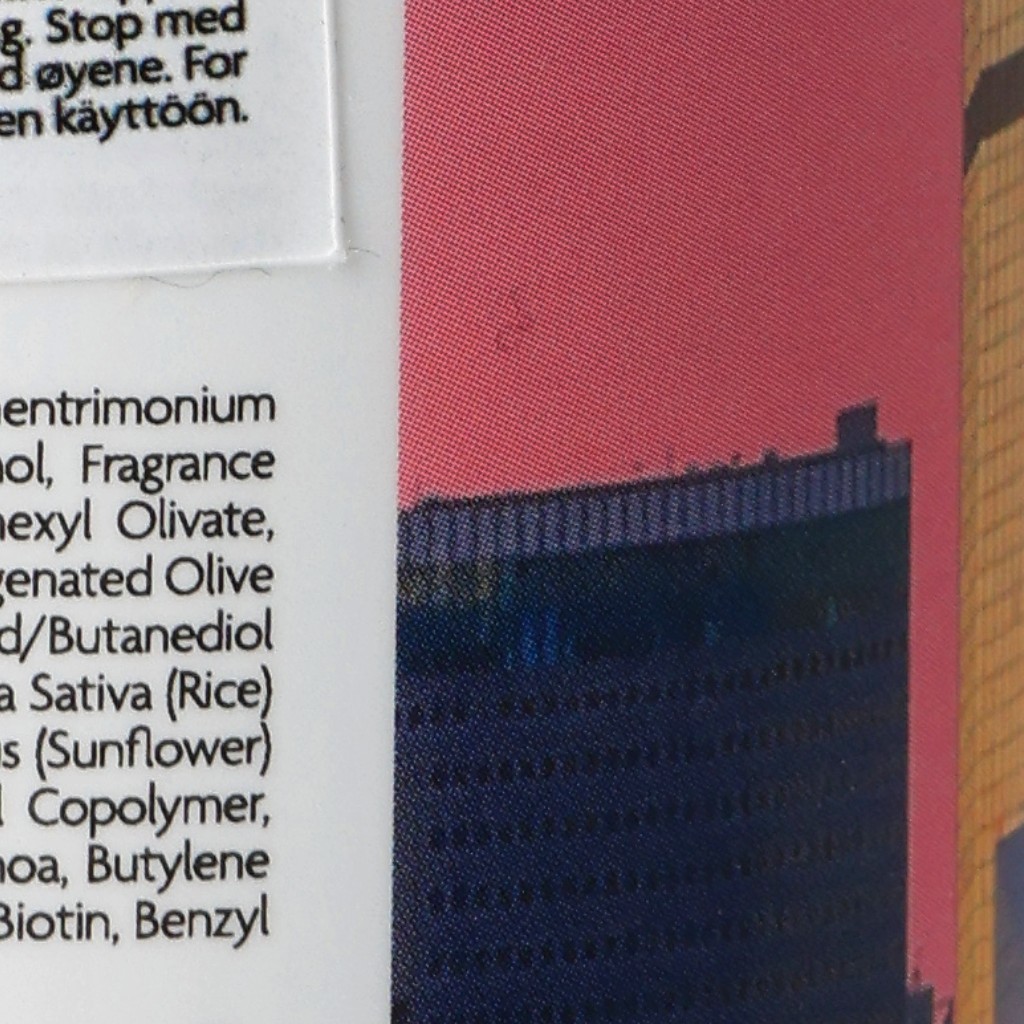 g. Stop med
d øyene. For
en käyttöön.
entrimonium
ol, Fragrance
hexyl Olivate,
genated Olive
d/Butanediol
a Sativa (Rice)
s (Sunflower)
l Copolymer,
noa, Butylene
Biotin, Benzyl